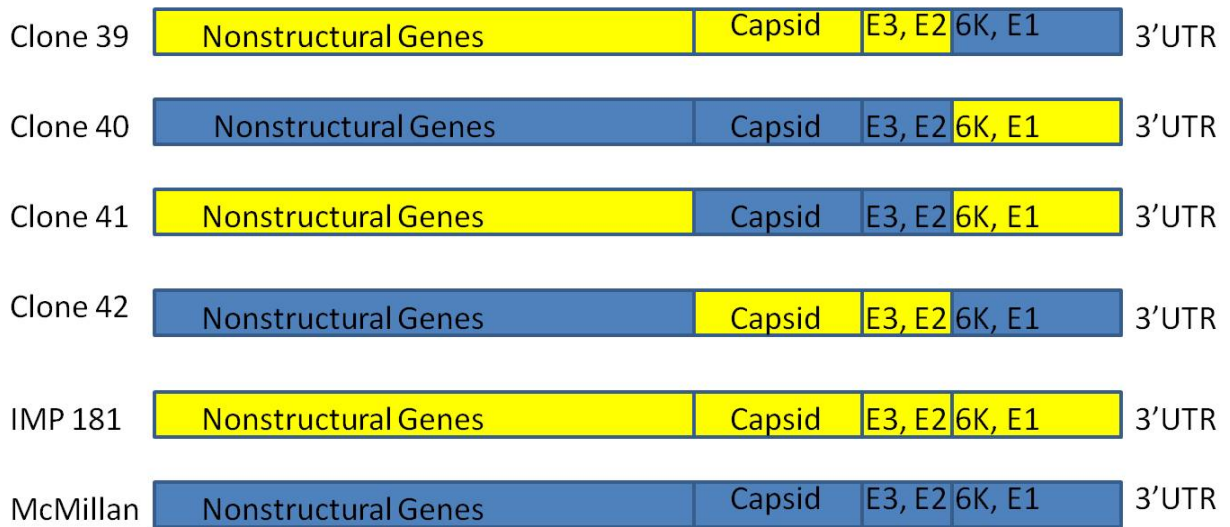 Clone 39 Nonstructural Genes Capsid E3, E2 6K, E1 3’UTR
Clone 40 Nonstructural Genes Capsid E3, E2 6K, E1 3’UTR
Clone 41 Nonstructural Genes Capsid E3, E2 6K, E1 3’UTR
Clone 42 Nonstructural Genes Capsid E3, E2 6K, E1 3’UTR
IMP 181 Nonstructural Genes Capsid E3, E2 6K, E1 3’UTR
McMillan Nonstructural Genes Capsid E3, E2 6K, E1 3’UTR